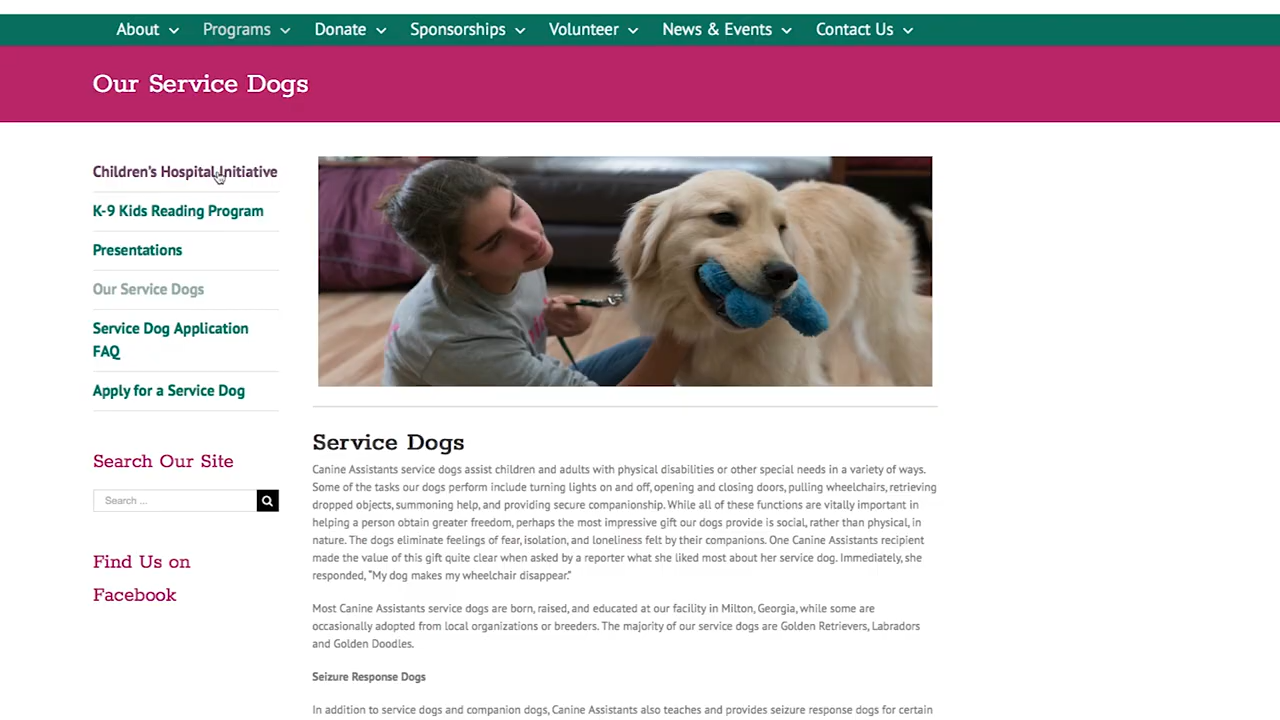 About Programs Donate Sponsorships Volunteer News & Events Contact Us
Our Service Dogs
Children's Hospital Initiative
K-9 Kids Reading Program
Presentations
Our Service Dogs
Service Dog Application
FAQ
Apply for a Service Dog
Search Our Site
Search ...
Find Us on
Facebook
Service Dogs
Canine Assistants service dogs assist children and adults with physical disabilities or other special needs in a variety of ways.
Some of the tasks our dogs perform include turning lights on and off, opening and closing doors, pulling wheelchairs, retrieving
dropped objects, summoning help, and providing secure companionship. While all of these functions are vitally important in
helping a person obtain greater freedom, perhaps the most impressive gift our dogs provide is social, rather than physical, in
nature. The dogs eliminate feelings of fear, isolation, and loneliness felt by their companions. One Canine Assistants recipient
made the value of this gift quite clear when asked by a reporter what she liked most about her service dog. Immediately, she
responded, “My dog makes my wheelchair disappear.”
Most Canine Assistants service dogs are born, raised, and educated at our facility in Milton, Georgia, while some are
occasionally adopted from local organizations or breeders. The majority of our service dogs are Golden Retrievers, Labradors
and Golden Doodles.
Seizure Response Dogs
In addition to service dogs and companion dogs, Canine Assistants also teaches and provides seizure response dogs for certain